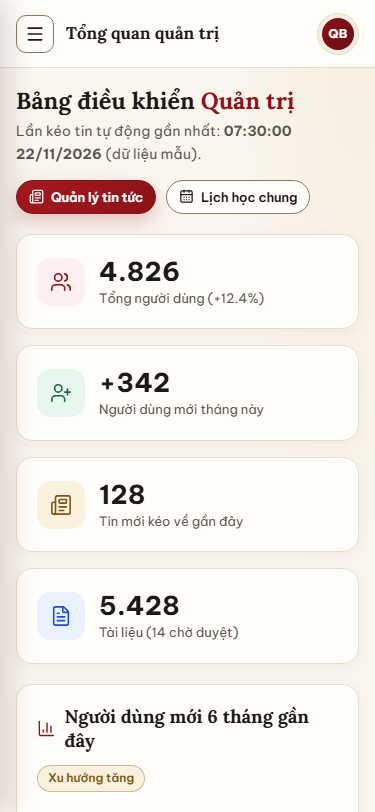 Tổng quan quản trị
QB
Bảng điều khiển Quản trị
Lần kéo tin tự động gần nhất: 07:30:00
22/11/2026 (dữ liệu mẫu).
Quản lý tin tức
Lịch học chung
4.826
Tổng người dùng (+12.4%)
+342
Người dùng mới tháng này
128
Tin mới kéo về gần đây
5.428
Tài liệu (14 chờ duyệt)
Người dùng mới 6 tháng gần
đây
Xu hướng tăng